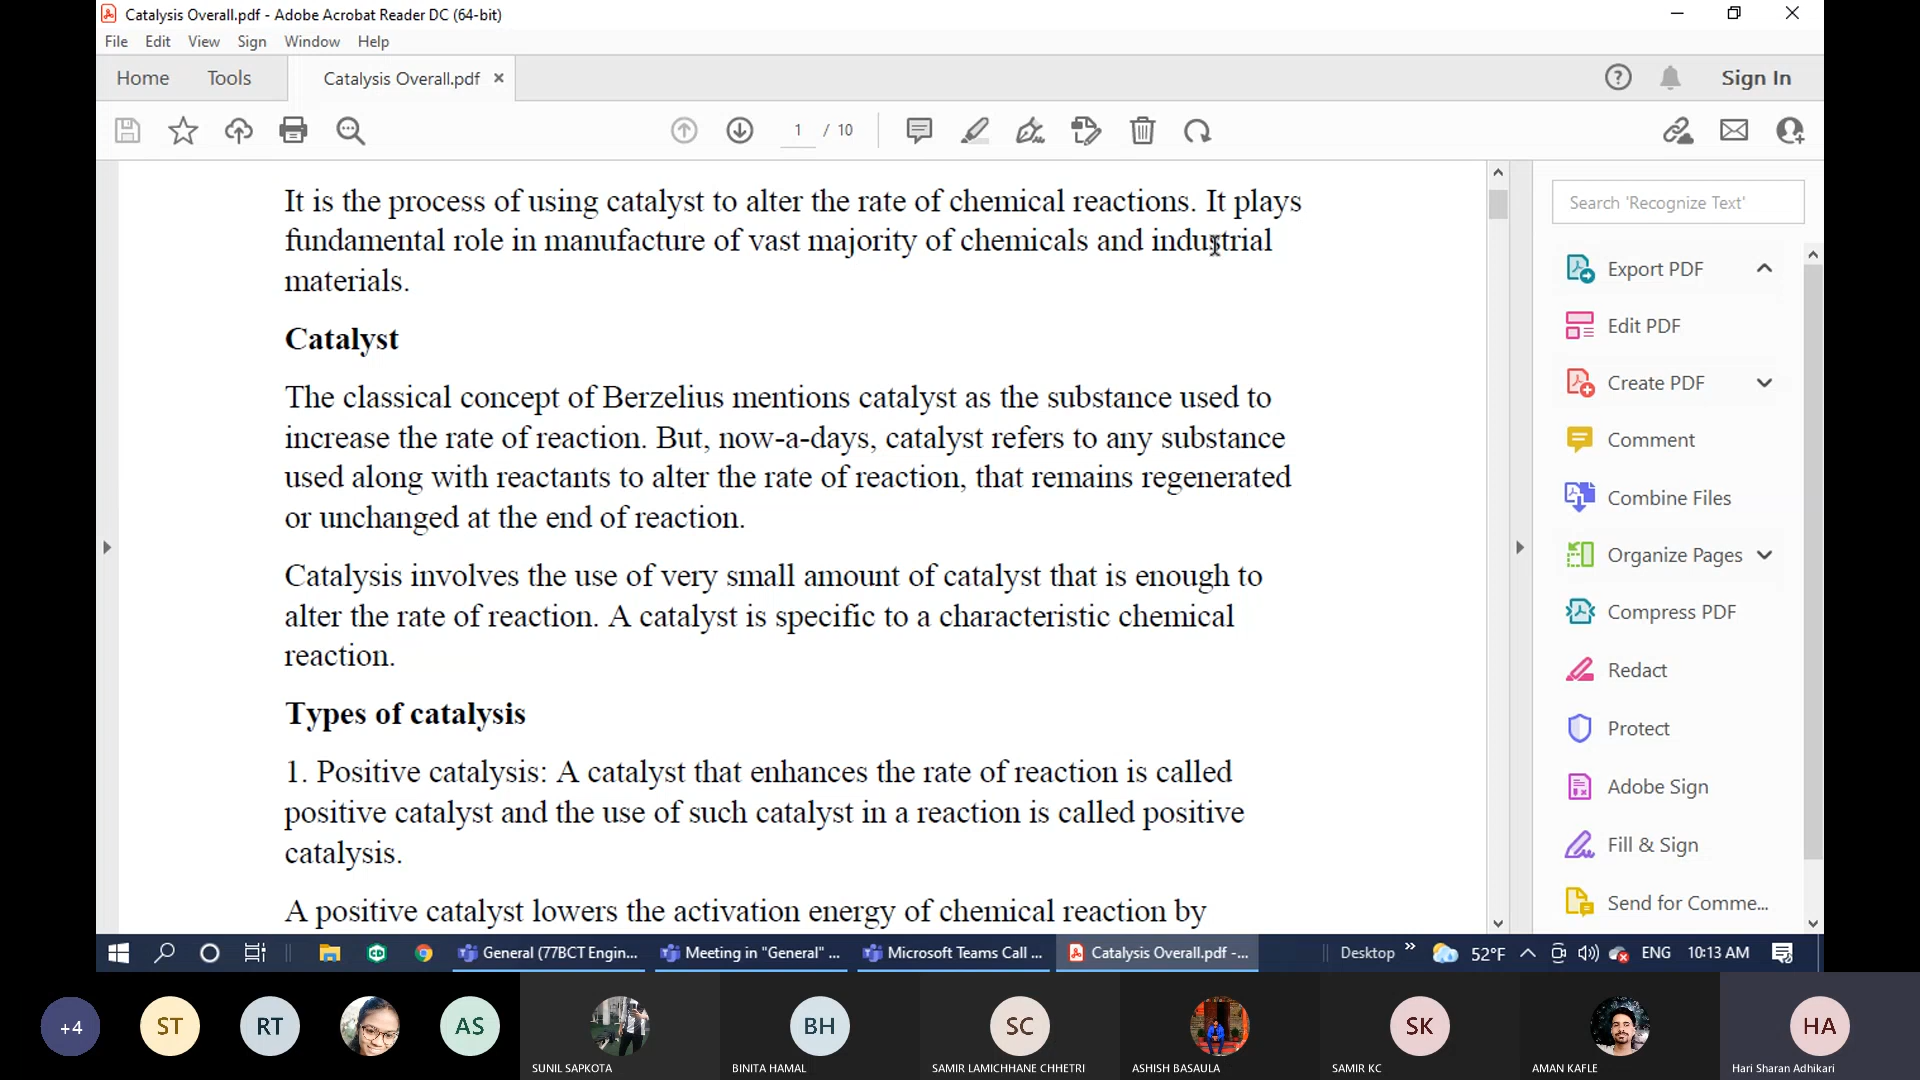 Catalysis Overall.pdf - Adobe Acrobat Reader DC (64-bit)
File Edit View Sign Window Help
Home Tools Catalysis Overall.pdf × Sign In
1 / 10
It is the process of using catalyst to alter the rate of chemical reactions. It plays
fundamental role in manufacture of vast majority of chemicals and industrial
materials.
Catalyst
The classical concept of Berzelius mentions catalyst as the substance used to
increase the rate of reaction. But, now-a-days, catalyst refers to any substance
used along with reactants to alter the rate of reaction, that remains regenerated
or unchanged at the end of reaction.
Catalysis involves the use of very small amount of catalyst that is enough to
alter the rate of reaction. A catalyst is specific to a characteristic chemical
reaction.
Types of catalysis
1. Positive catalysis: A catalyst that enhances the rate of reaction is called
positive catalyst and the use of such catalyst in a reaction is called positive
catalysis.
A positive catalyst lowers the activation energy of chemical reaction by
Search 'Recognize Text'
Export PDF
Edit PDF
Create PDF
Comment
Combine Files
Organize Pages
Compress PDF
Redact
Protect
Adobe Sign
Fill & Sign
Send for Comme...
General (77BCT Engin... Meeting in "General" ... Microsoft Teams Call ... Catalysis Overall.pdf -... Desktop » 52°F ENG 10:13 AM
+4 ST RT AS BH SC SK HA
SUNIL SAPKOTA BINITA HAMAL SAMIR LAMICHHANE CHHETRI ASHISH BASAULA SAMIR KC AMAN KAFLE Hari Sharan Adhikari